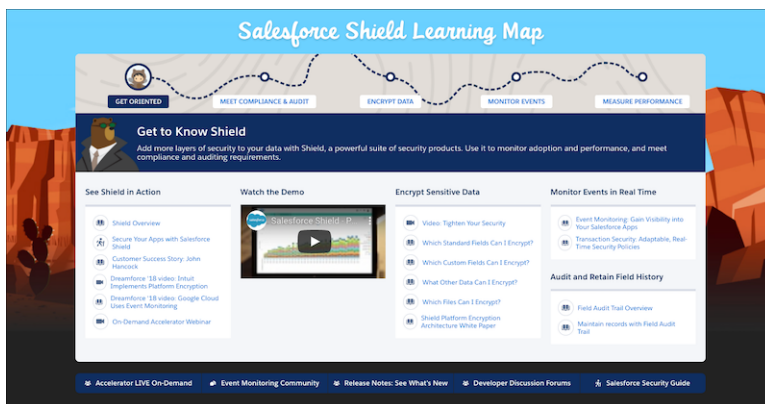 Salesforce Shield Learning Map
GET ORIENTED
MEET COMPLIANCE & AUDIT
ENCRYPT DATA
MONITOR EVENTS
MEASURE PERFORMANCE
Get to Know Shield
Add more layers of security to your data with Shield, a powerful suite of security products. Use it to monitor adoption and performance, and meet
compliance and auditing requirements.
See Shield in Action
Shield Overview
Secure Your Apps with Salesforce
Shield
Customer Success Story: John
Hancock
Dreamforce '18 video: Intuit
Implements Platform Encryption
Dreamforce '18 video: Google Cloud
Uses Event Monitoring
On-Demand Accelerator Webinar
Watch the Demo
Salesforce Shield - P
Encrypt Sensitive Data
Video: Tighten Your Security
Which Standard Fields Can I Encrypt?
Which Custom Fields Can I Encrypt?
What Other Data Can I Encrypt?
Which Files Can I Encrypt?
Shield Platform Encryption
Architecture White Paper
Monitor Events in Real Time
Event Monitoring: Gain Visibility into
Your Salesforce Apps
Transaction Security: Adaptable, Real-
Time Security Policies
Audit and Retain Field History
Field Audit Trail Overview
Maintain records with Field Audit
Trail
Accelerator LIVE On-Demand
Event Monitoring Community
Release Notes: See What's New
Developer Discussion Forums
Salesforce Security Guide